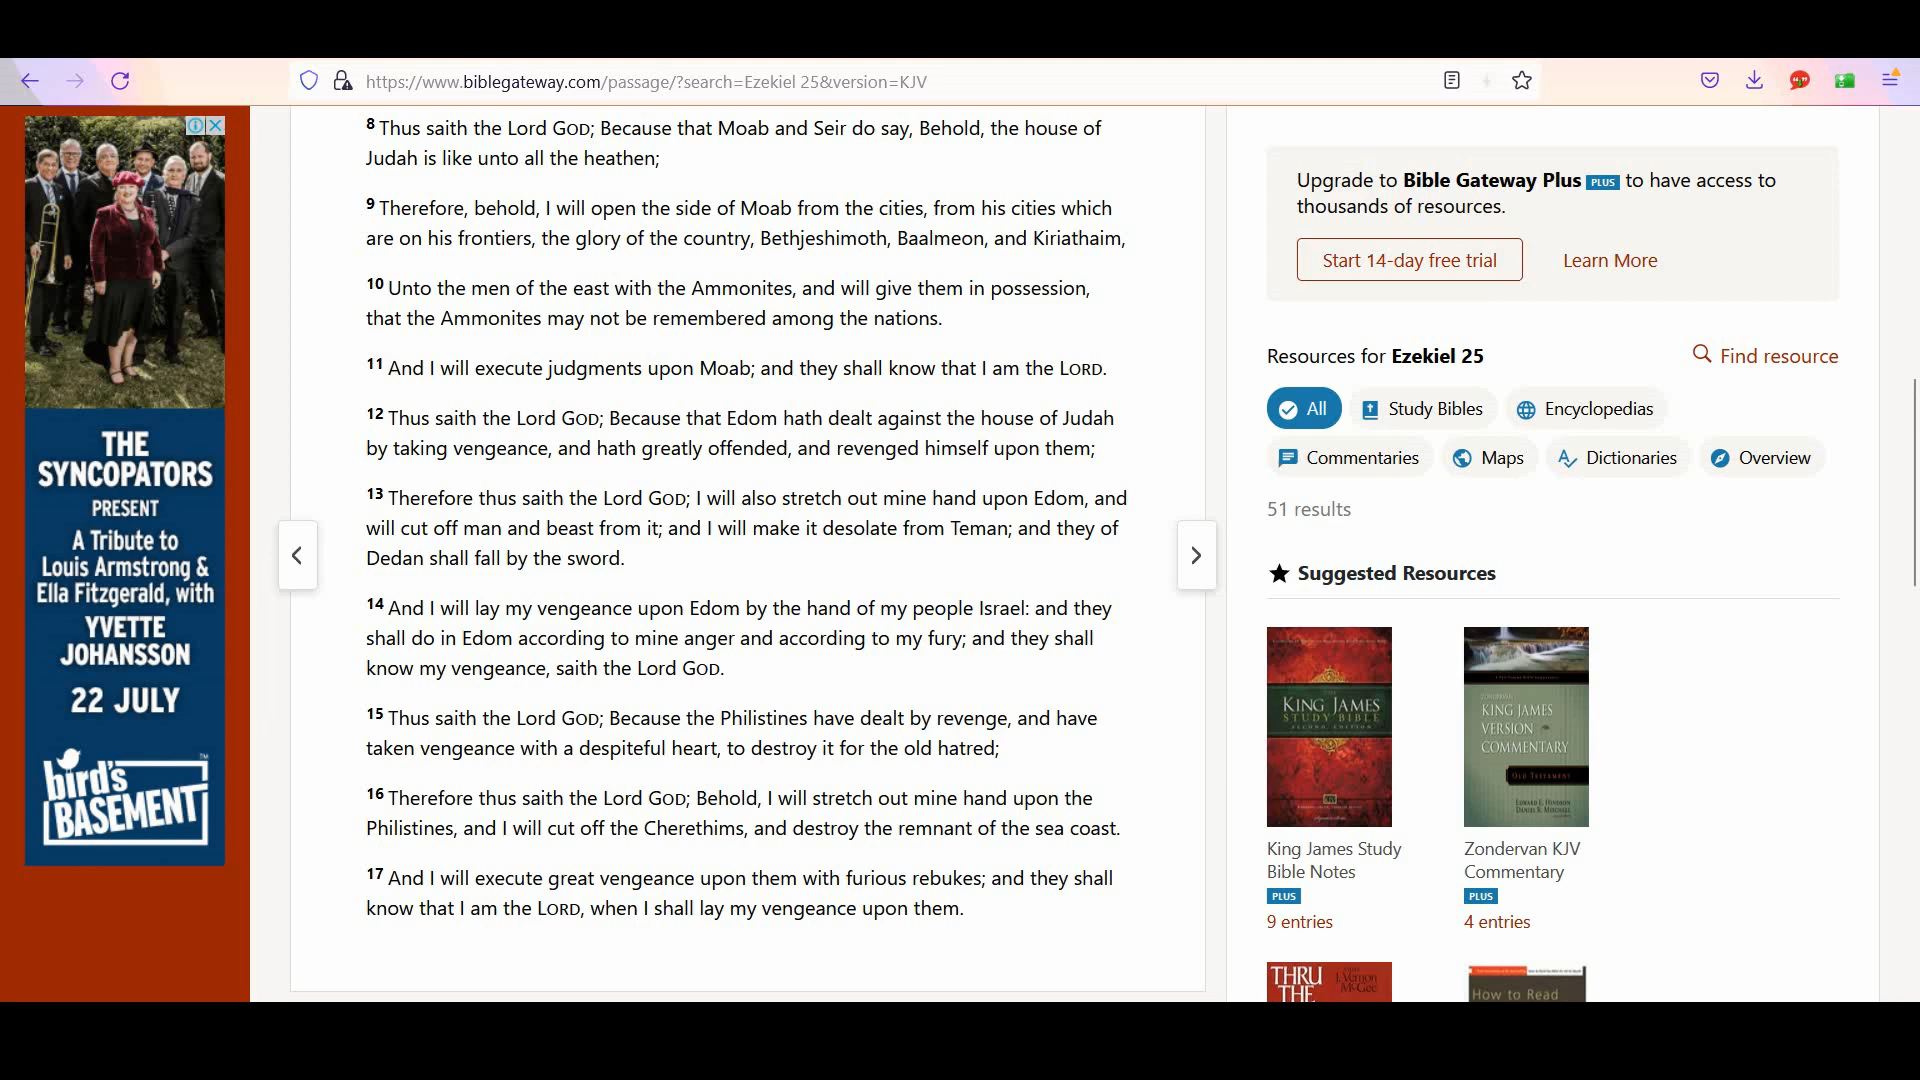 https://www.biblegateway.com/passage/?search=Ezekiel 25&version=KJV
THE
SYNCOPATORS
PRESENT
A Tribute to
Louis Armstrong &
Ella Fitzgerald, with
YVETTE
JOHANSSON
22 JULY
bird's
BASEMENT
™
8 Thus saith the Lord GOD; Because that Moab and Seir do say, Behold, the house of
Judah is like unto all the heathen;
9 Therefore, behold, I will open the side of Moab from the cities, from his cities which
are on his frontiers, the glory of the country, Bethjeshimoth, Baalmeon, and Kiriathaim,
10 Unto the men of the east with the Ammonites, and will give them in possession,
that the Ammonites may not be remembered among the nations.
11 And I will execute judgments upon Moab; and they shall know that I am the LORD.
12 Thus saith the Lord GOD; Because that Edom hath dealt against the house of Judah
by taking vengeance, and hath greatly offended, and revenged himself upon them;
13 Therefore thus saith the Lord GOD; I will also stretch out mine hand upon Edom, and
will cut off man and beast from it; and I will make it desolate from Teman; and they of
Dedan shall fall by the sword.
14 And I will lay my vengeance upon Edom by the hand of my people Israel: and they
shall do in Edom according to mine anger and according to my fury; and they shall
know my vengeance, saith the Lord GOD.
15 Thus saith the Lord GOD; Because the Philistines have dealt by revenge, and have
taken vengeance with a despiteful heart, to destroy it for the old hatred;
16 Therefore thus saith the Lord GOD; Behold, I will stretch out mine hand upon the
Philistines, and I will cut off the Cherethims, and destroy the remnant of the sea coast.
17 And I will execute great vengeance upon them with furious rebukes; and they shall
know that I am the LORD, when I shall lay my vengeance upon them.
Upgrade to Bible Gateway Plus PLUS to have access to
thousands of resources.
Start 14-day free trial
Learn More
Resources for Ezekiel 25
Find resource
All
Study Bibles
Encyclopedias
Commentaries
Maps
Dictionaries
Overview
51 results
Suggested Resources
KING JAMES
STUDY BIBLE
SECOND EDITION
ZONDERVAN
KING JAMES
VERSION
COMMENTARY
OLD TESTAMENT
EDWARD E. HINDSON
DANIEL R. MITCHELL
King James Study
Bible Notes
PLUS
9 entries
Zondervan KJV
Commentary
PLUS
4 entries
THRU
THE
J. Vernon
McGee
How to Read